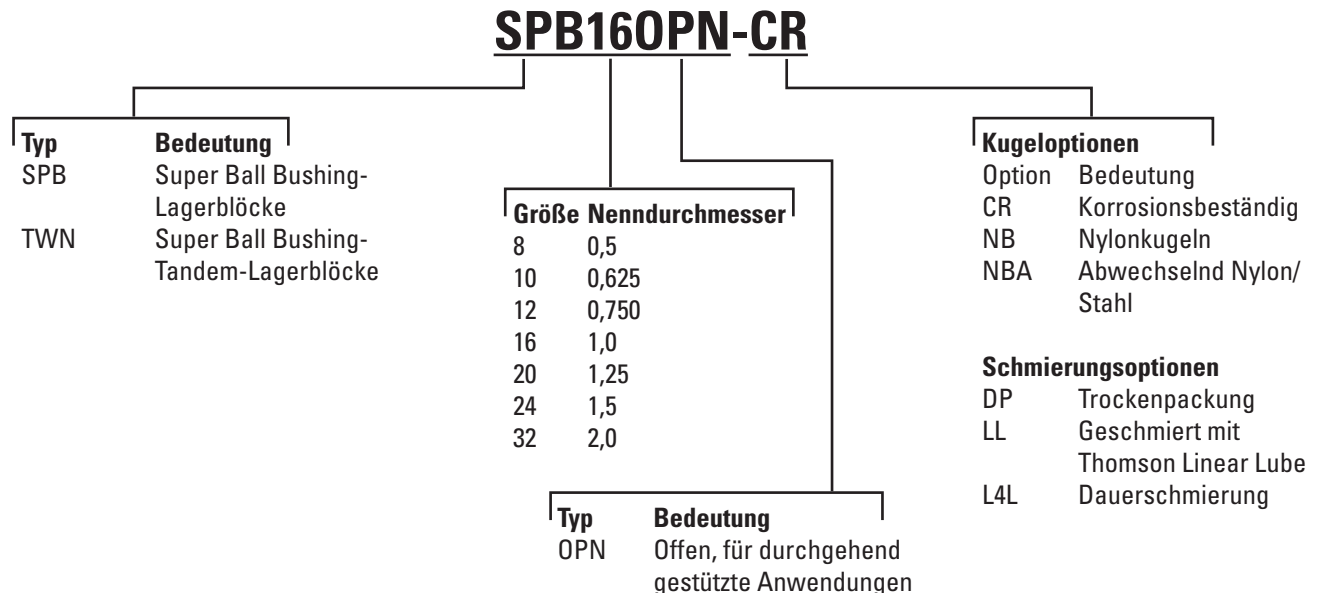 SPB16OPN-CR
Typ Bedeutung
SPB Super Ball Bushing-
Lagerblöcke
TWN Super Ball Bushing-
Tandem-Lagerblöcke
Größe Nenndurchmesser
8 0,5
10 0,625
12 0,750
16 1,0
20 1,25
24 1,5
32 2,0
Typ Bedeutung
OPN Offen, für durchgehend
gestützte Anwendungen
Kugeloptionen
Option Bedeutung
CR Korrosionsbeständig
NB Nylonkugeln
NBA Abwechselnd Nylon/
Stahl
Schmierungsoptionen
DP Trockenpackung
LL Geschmiert mit
Thomson Linear Lube
L4L Dauerschmierung